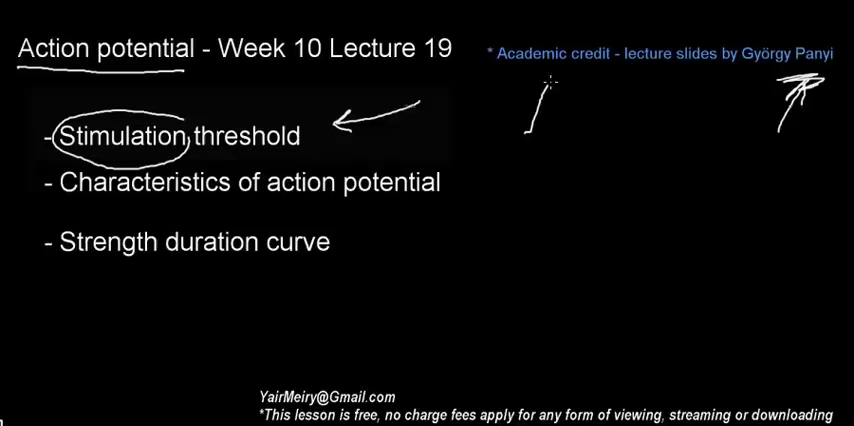 Action potential - Week 10 Lecture 19
* Academic credit - lecture slides by György Panyi
- Stimulation threshold
- Characteristics of action potential
- Strength duration curve
YairMeiry@Gmail.com
*This lesson is free, no charge fees apply for any form of viewing, streaming or downloading